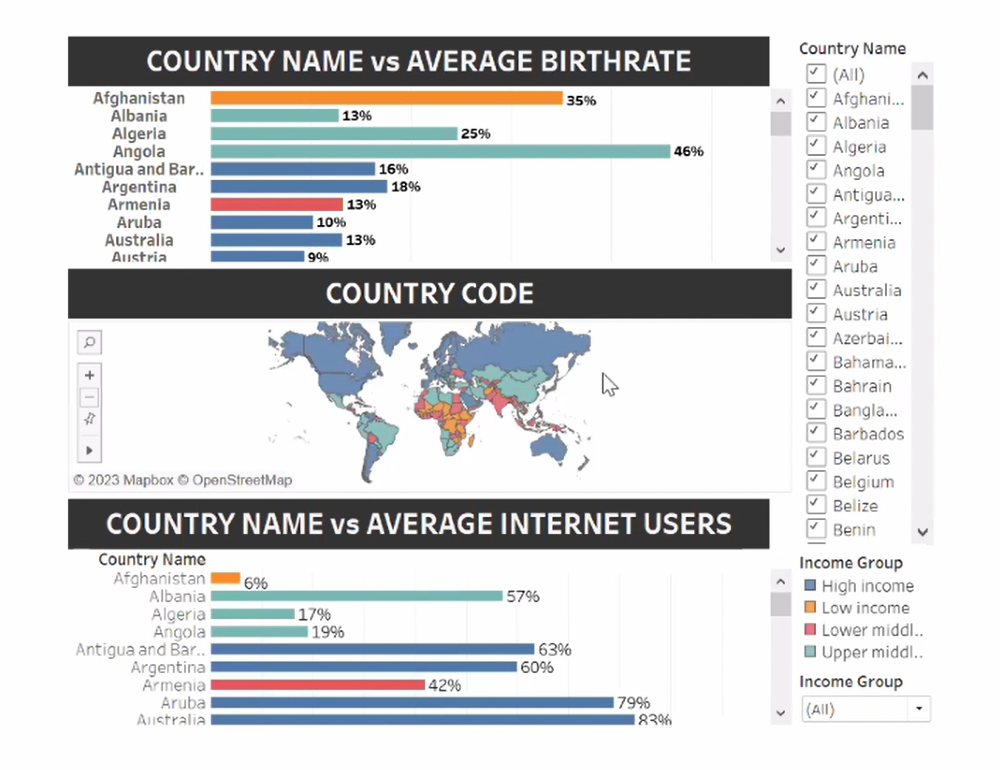 COUNTRY NAME vs AVERAGE BIRTHRATE
Afghanistan 35%
Albania 13%
Algeria 25%
Angola 46%
Antigua and Bar.. 16%
Argentina 18%
Armenia 13%
Aruba 10%
Australia 13%
Austria 9%
COUNTRY CODE
© 2023 Mapbox © OpenStreetMap
COUNTRY NAME vs AVERAGE INTERNET USERS
Country Name
Afghanistan 6%
Albania 57%
Algeria 17%
Angola 19%
Antigua and Bar.. 63%
Argentina 60%
Armenia 42%
Aruba 79%
Australia 83%
Country Name
(All)
Afghani...
Albania
Algeria
Angola
Antigua...
Argenti...
Armenia
Aruba
Australia
Austria
Azerbai...
Bahama...
Bahrain
Bangla...
Barbados
Belarus
Belgium
Belize
Benin
Income Group
High income
Low income
Lower middl..
Upper middl..
Income Group
(All)